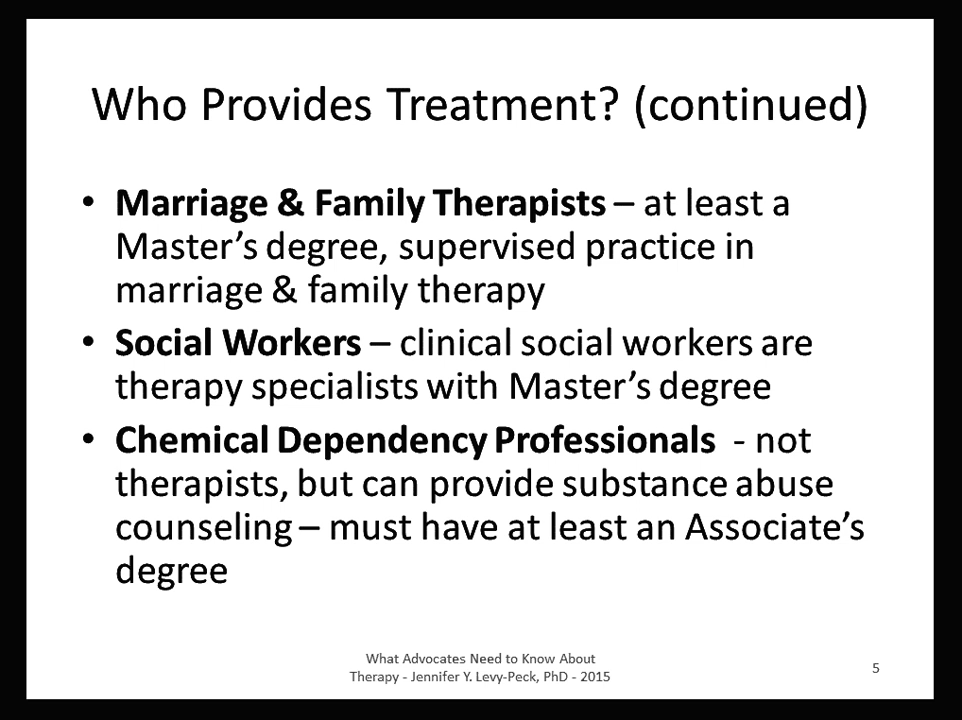 Who Provides Treatment? (continued)
• Marriage & Family Therapists – at least a
Master’s degree, supervised practice in
marriage & family therapy
• Social Workers – clinical social workers are
therapy specialists with Master’s degree
• Chemical Dependency Professionals - not
therapists, but can provide substance abuse
counseling – must have at least an Associate’s
degree
What Advocates Need to Know About
Therapy - Jennifer Y. Levy-Peck, PhD - 2015
5